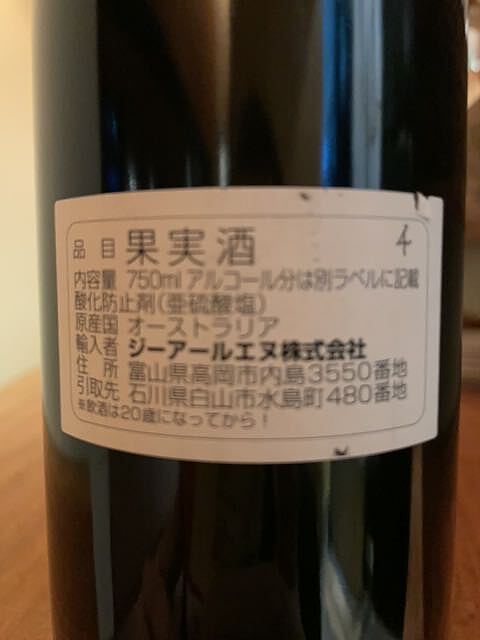 品目 果実酒
内容量 750ml アルコール分は別ラベルに記載
酸化防止剤(亜硫酸塩)
原産国 オーストラリア
輸入者 ジーアールエヌ株式会社
住所 富山県高岡市内島3550番地
引取先 石川県白山市水島町480番地
※飲酒は20歳になってから!